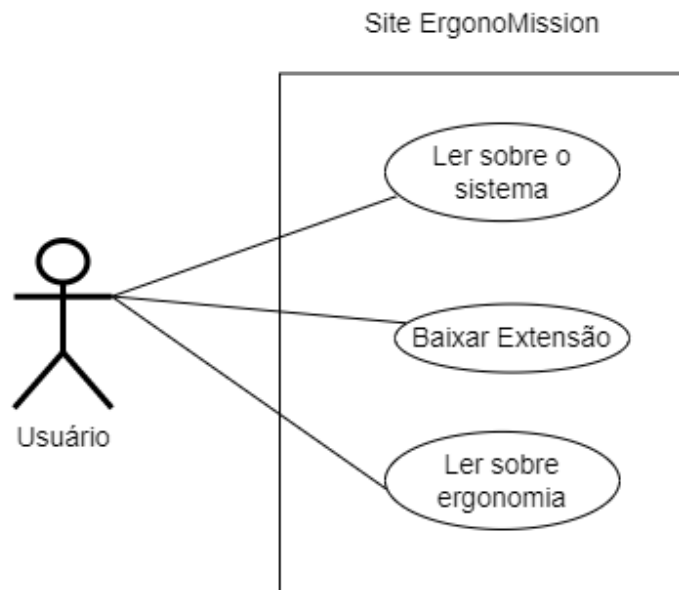 Site ErgonoMission
Ler sobre o
sistema
Baixar Extensão
Usuário
Ler sobre
ergonomia